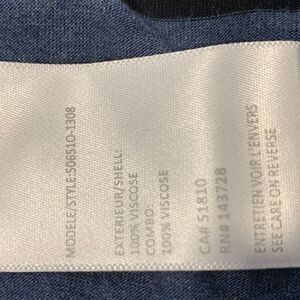 MODELE/STYLE:S06S10-1308
EXTERIEUR/SHELL:
100% VISCOSE
COMBO:
100% VISCOSE
CA# 51810
RN# 143728
ENTRETIEN VOIR L'ENVERS
SEE CARE ON REVERSE